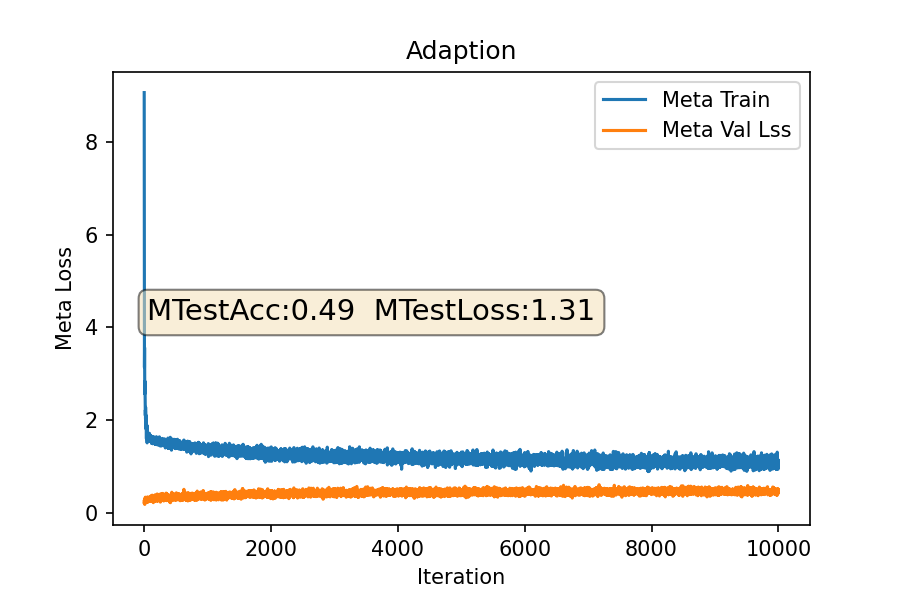 Adaption
Meta Train
Meta Val Lss
MTestAcc:0.49  MTestLoss:1.31
Meta Loss
8
6
4
2
0
0 2000 4000 6000 8000 10000
Iteration